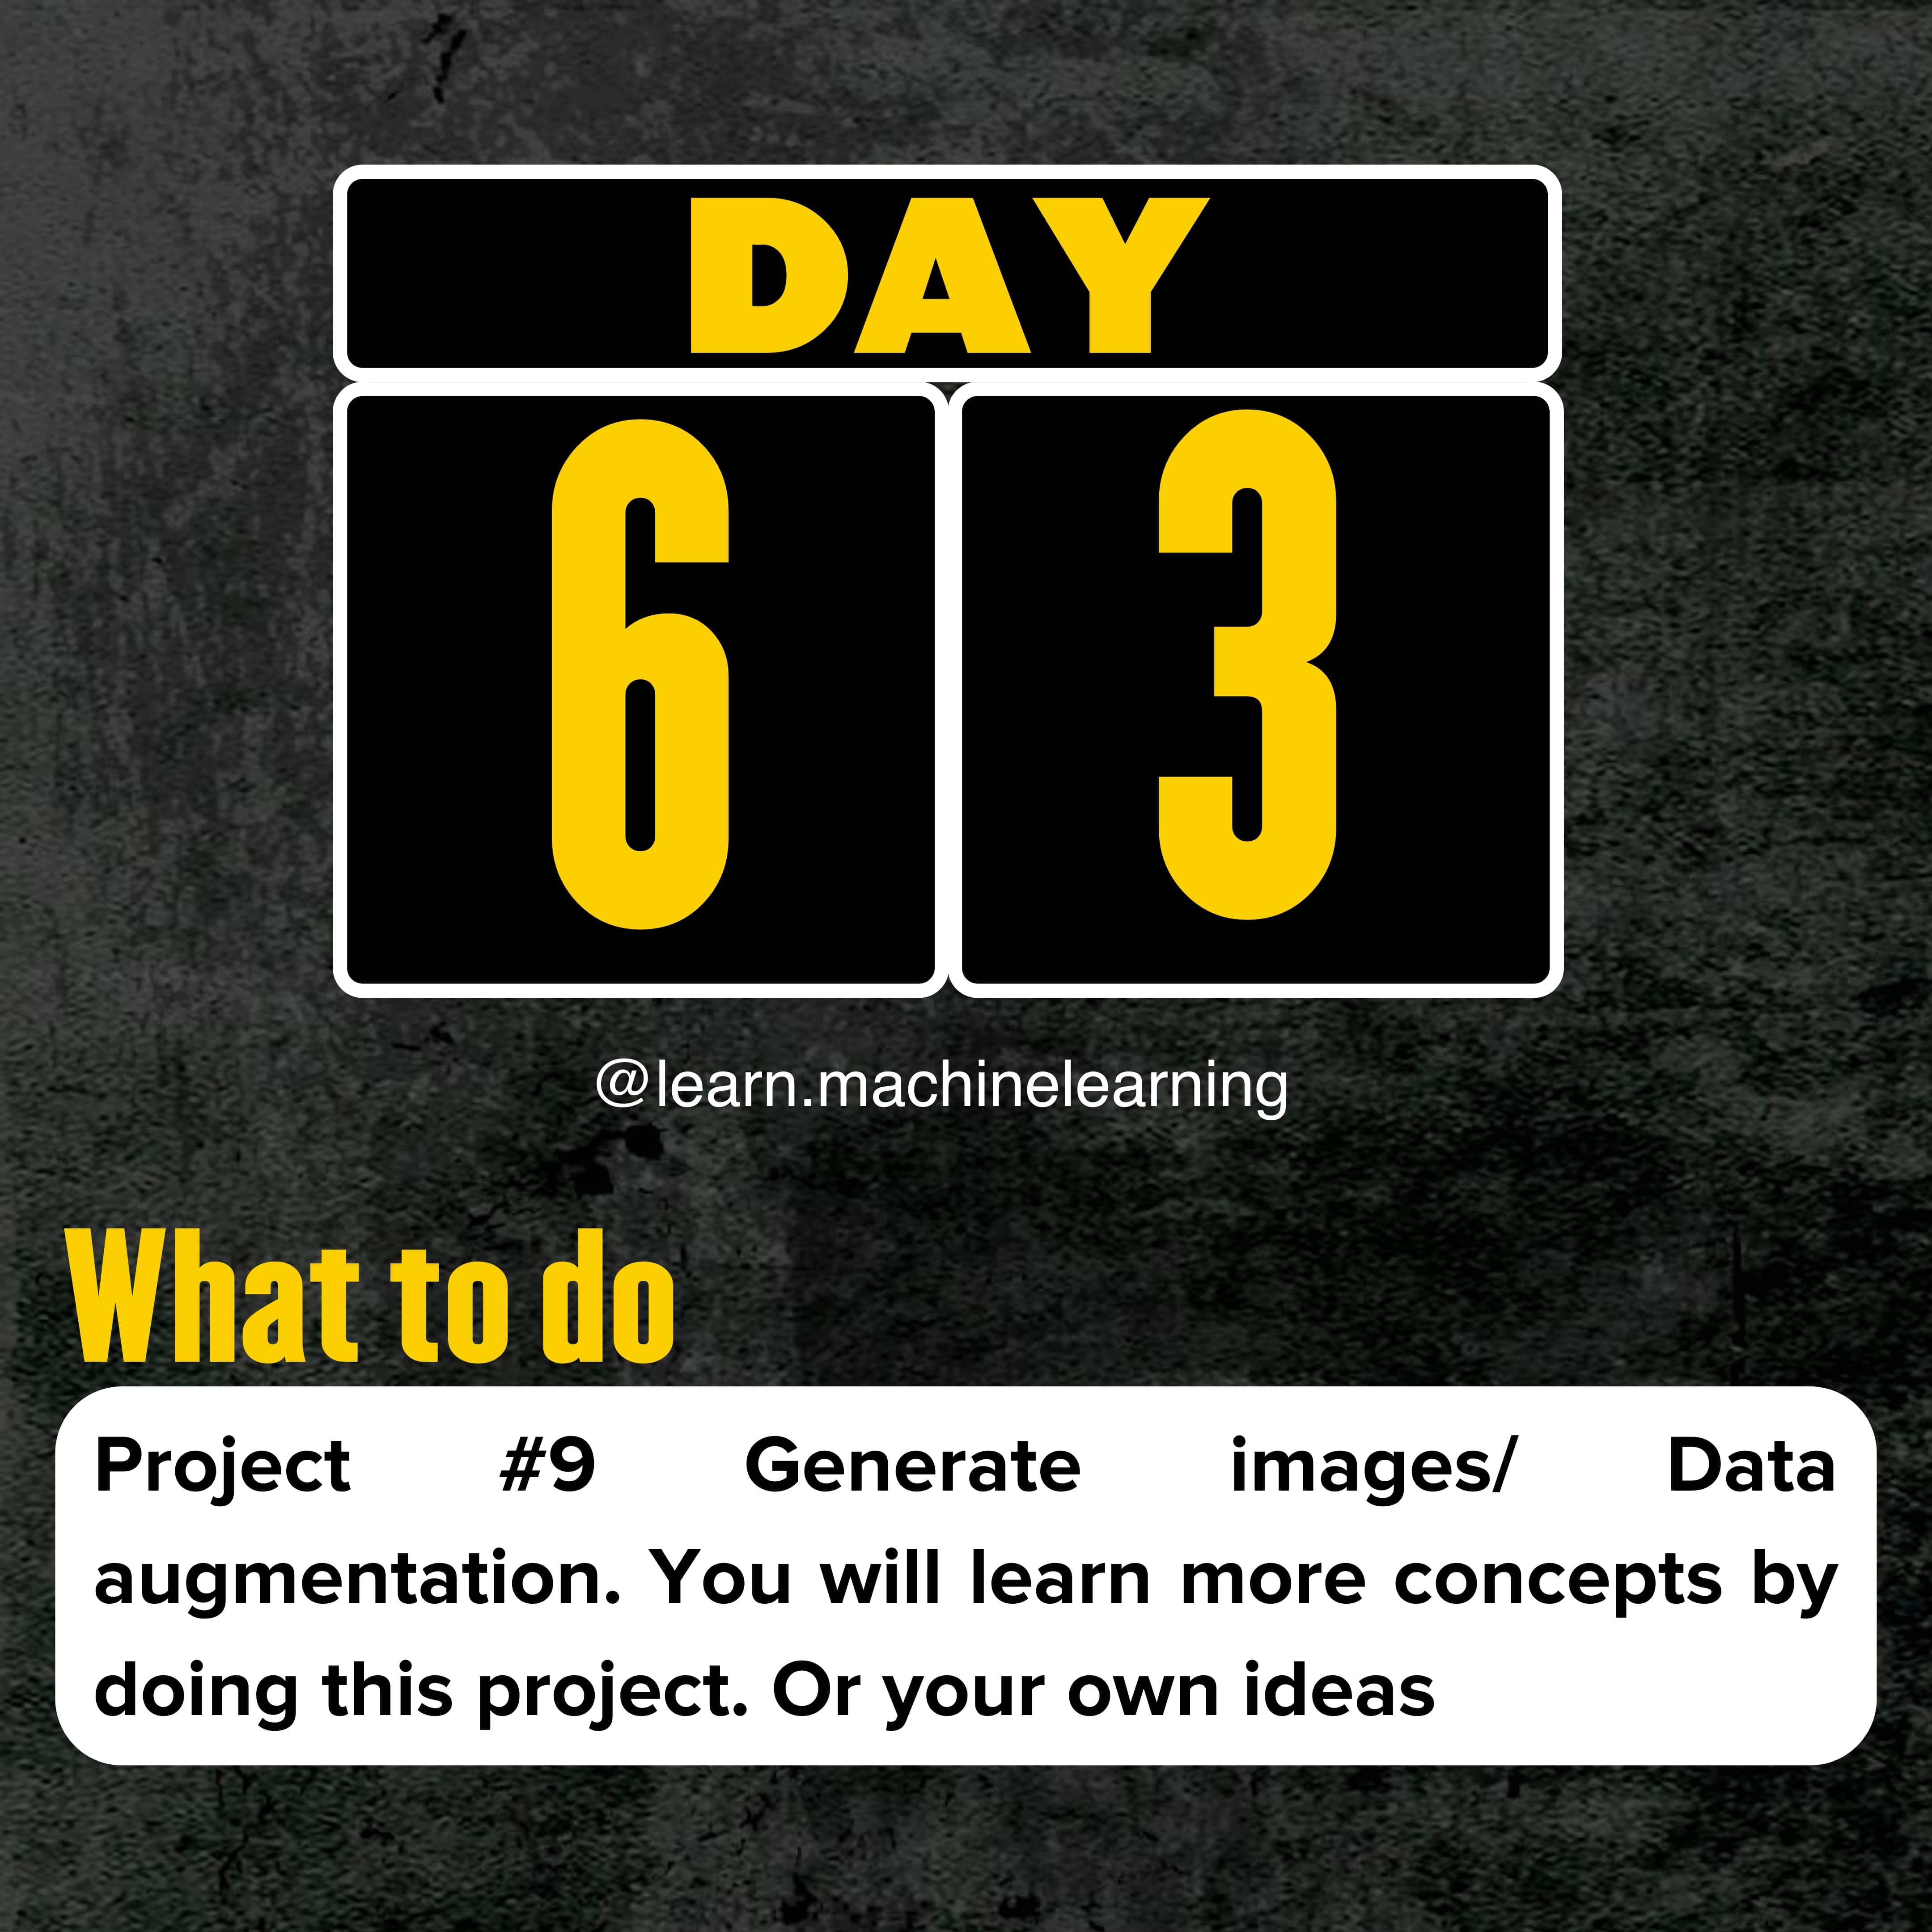 DAY
6 3
@learn.machinelearning
What to do
Project #9 Generate images/ Data
augmentation. You will learn more concepts by
doing this project. Or your own ideas